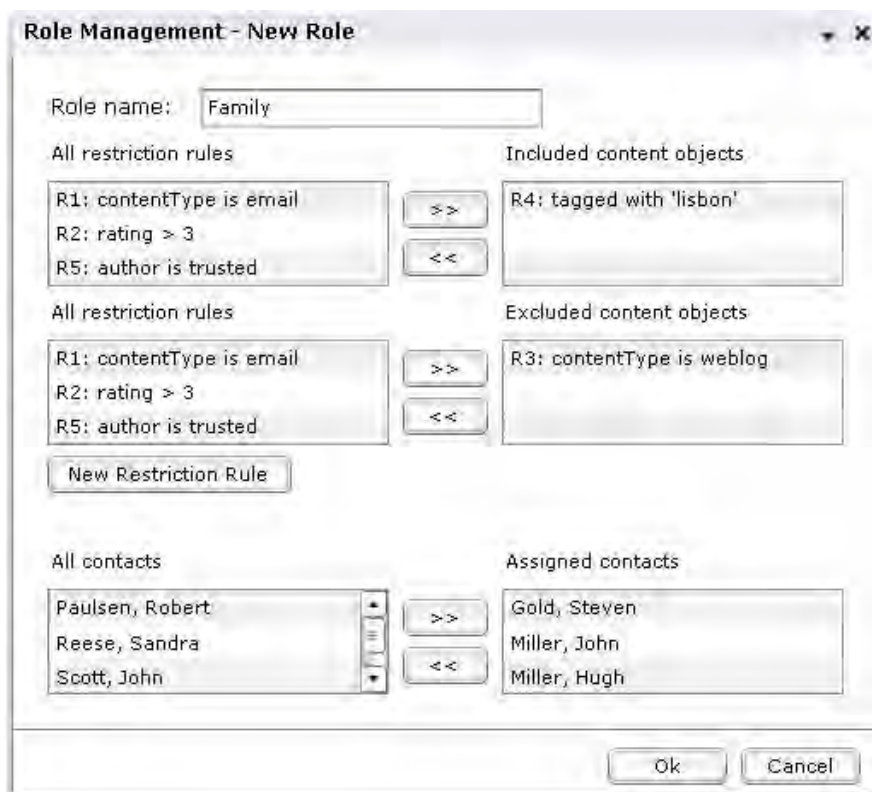 Role Management - New Role
Role name: Family
All restriction rules
Included content objects
R1: contentType is email
R2: rating > 3
R5: author is trusted
>>
<<
R4: tagged with 'lisbon'
All restriction rules
Excluded content objects
R1: contentType is email
R2: rating > 3
R5: author is trusted
>>
<<
R3: contentType is weblog
New Restriction Rule
All contacts
Assigned contacts
Paulsen, Robert
Reese, Sandra
Scott, John
>>
<<
Gold, Steven
Miller, John
Miller, Hugh
Ok
Cancel